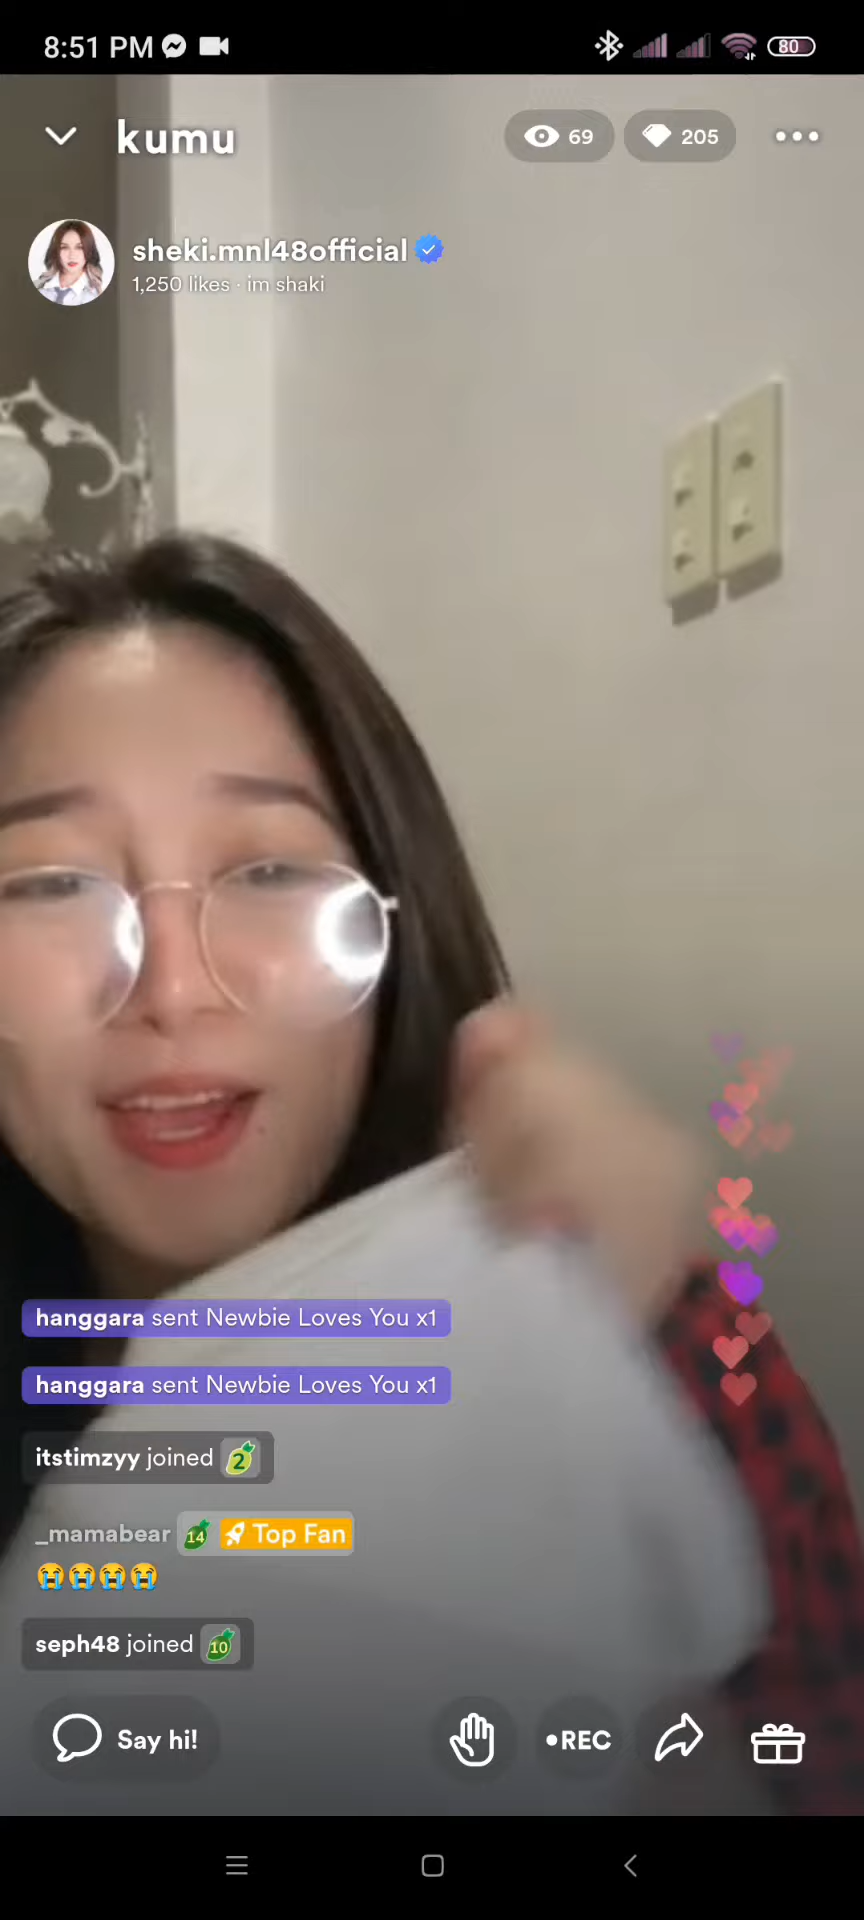 8:51 PM
80
kumu
69
205
sheki.mnl48official
1,250 likes · im shaki
hanggara sent Newbie Loves You x1
hanggara sent Newbie Loves You x1
itstimzyy joined 2
_mamabear 14 Top Fan
😭😭😭😭
seph48 joined 10
Say hi!
•REC